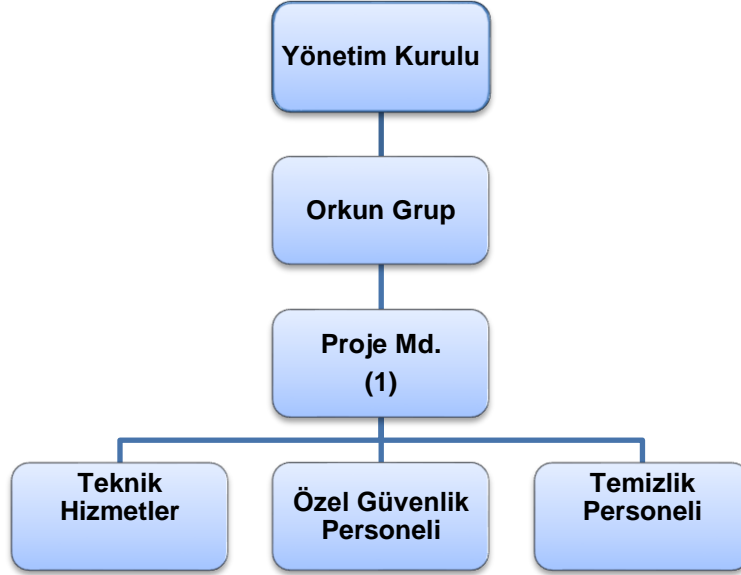 Yönetim Kurulu
Orkun Grup
Proje Md.
(1)
Teknik
Hizmetler
Özel Güvenlik
Personeli
Temizlik
Personeli